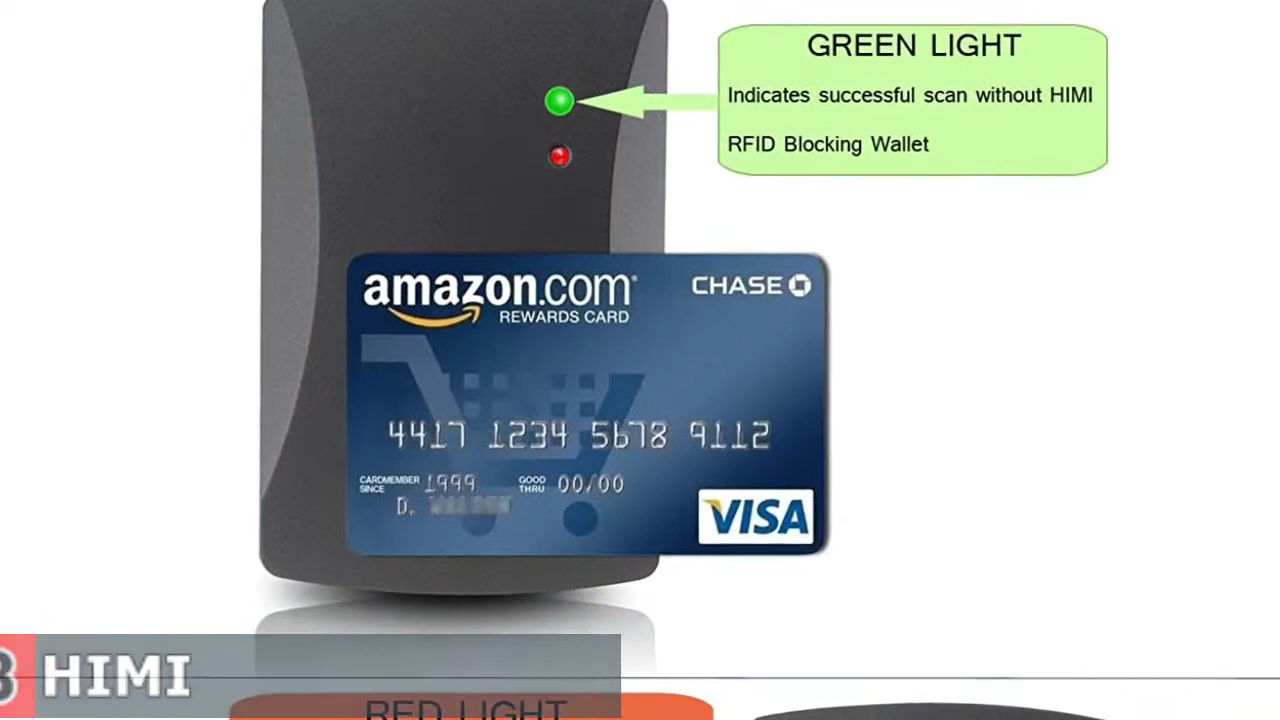 GREEN LIGHT
Indicates successful scan without HIMI
RFID Blocking Wallet
amazon.com
REWARDS CARD
CHASE
4417 1234 5678 9112
CARDMEMBER SINCE 1999 GOOD THRU 00/00
D.
VISA
3 HIMI
RED LIGHT